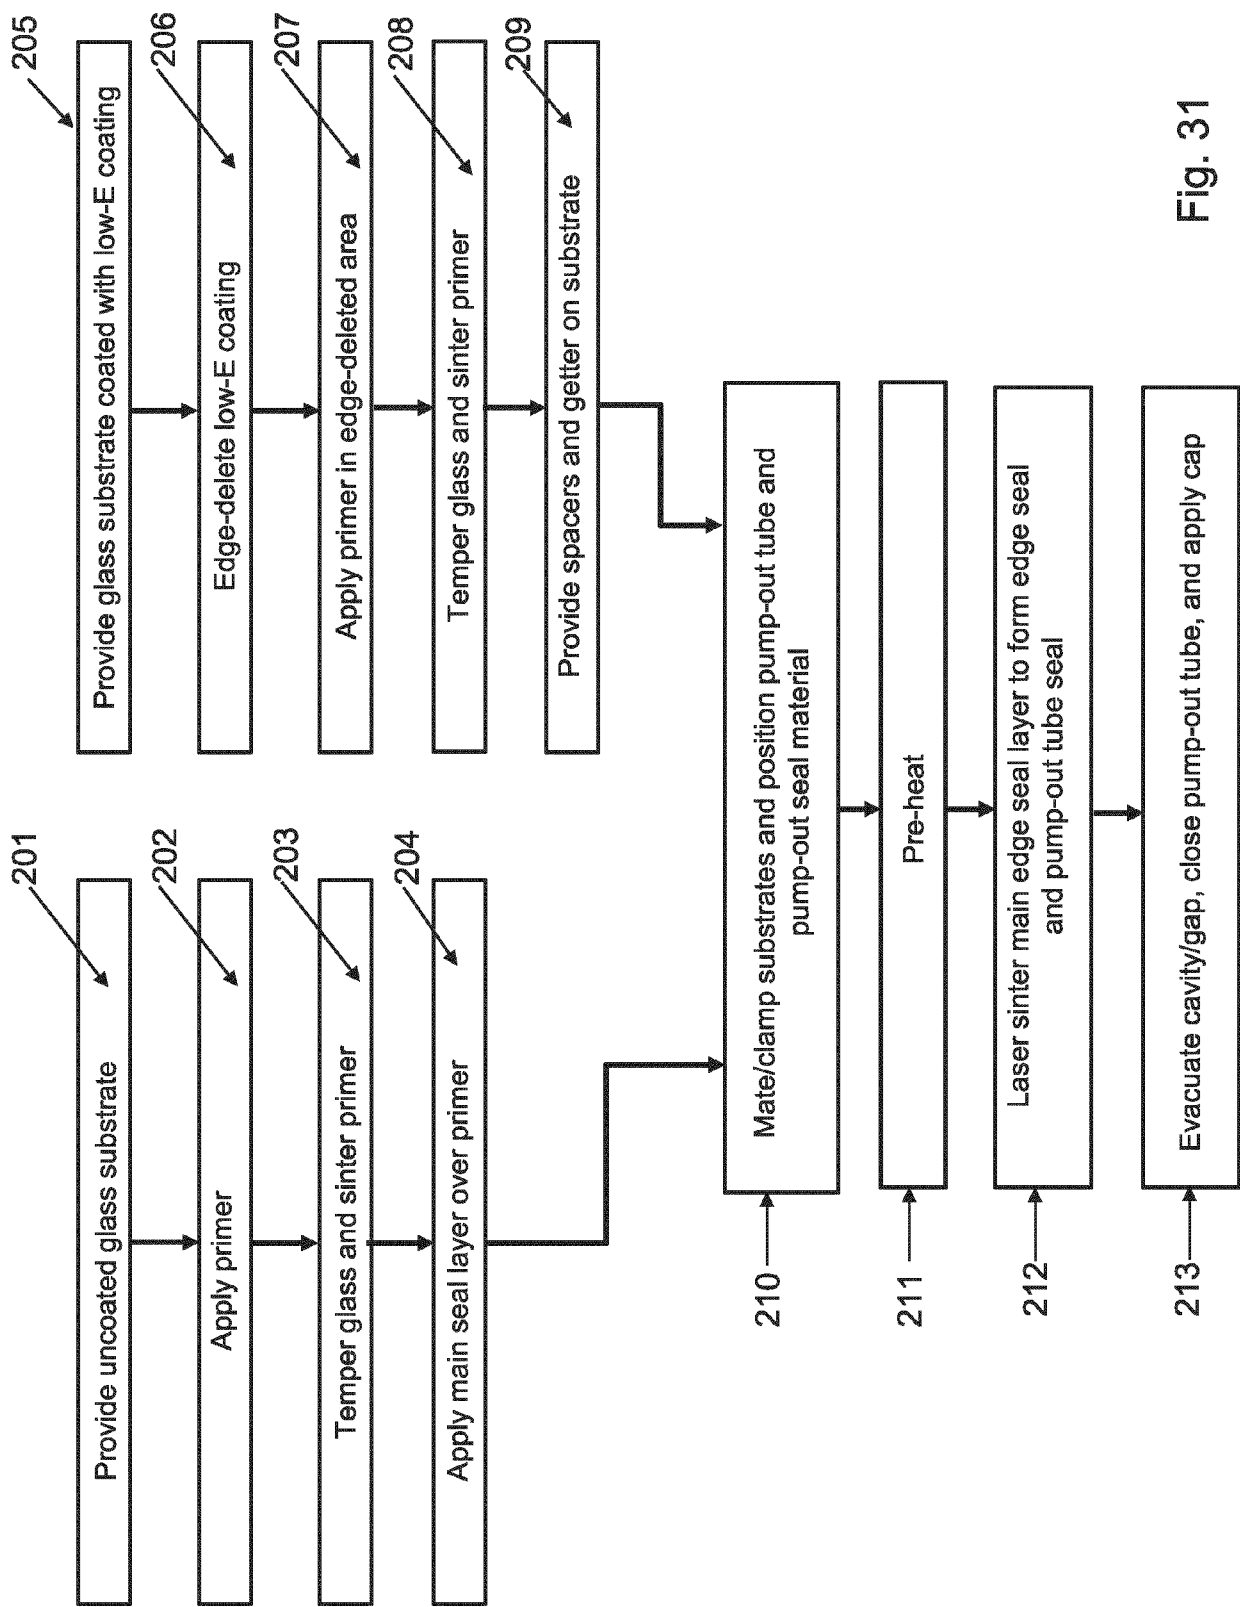 201
Provide uncoated glass substrate
202
Apply primer
203
Temper glass and sinter primer
204
Apply main seal layer over primer
205
Provide glass substrate coated with low-E coating
206
Edge-delete low-E coating
207
Apply primer in edge-deleted area
208
Temper glass and sinter primer
209
Provide spacers and getter on substrate
210
Mate/clamp substrates and position pump-out tube and
pump-out seal material
211
Pre-heat
212
Laser sinter main edge seal layer to form edge seal
and pump-out tube seal
213
Evacuate cavity/gap, close pump-out tube, and apply cap
Fig. 31